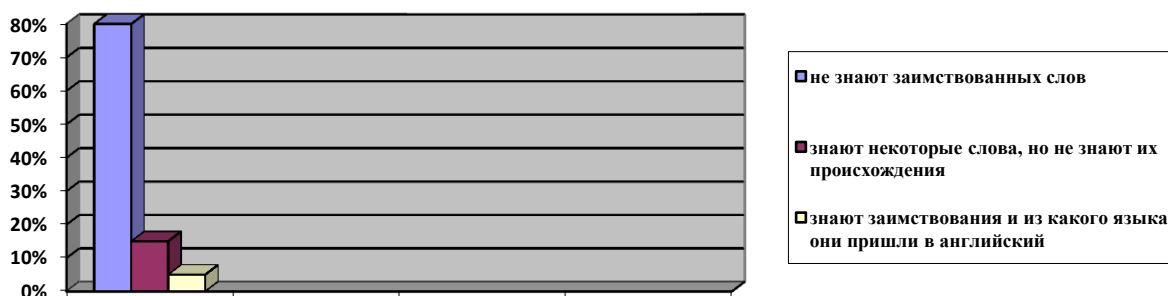 80%
70%
60%
50%
40%
30%
20%
10%
0%
не знают заимствованных слов
знают некоторые слова, но не знают их
происхождения
знают заимствования и из какого языка
они пришли в английский